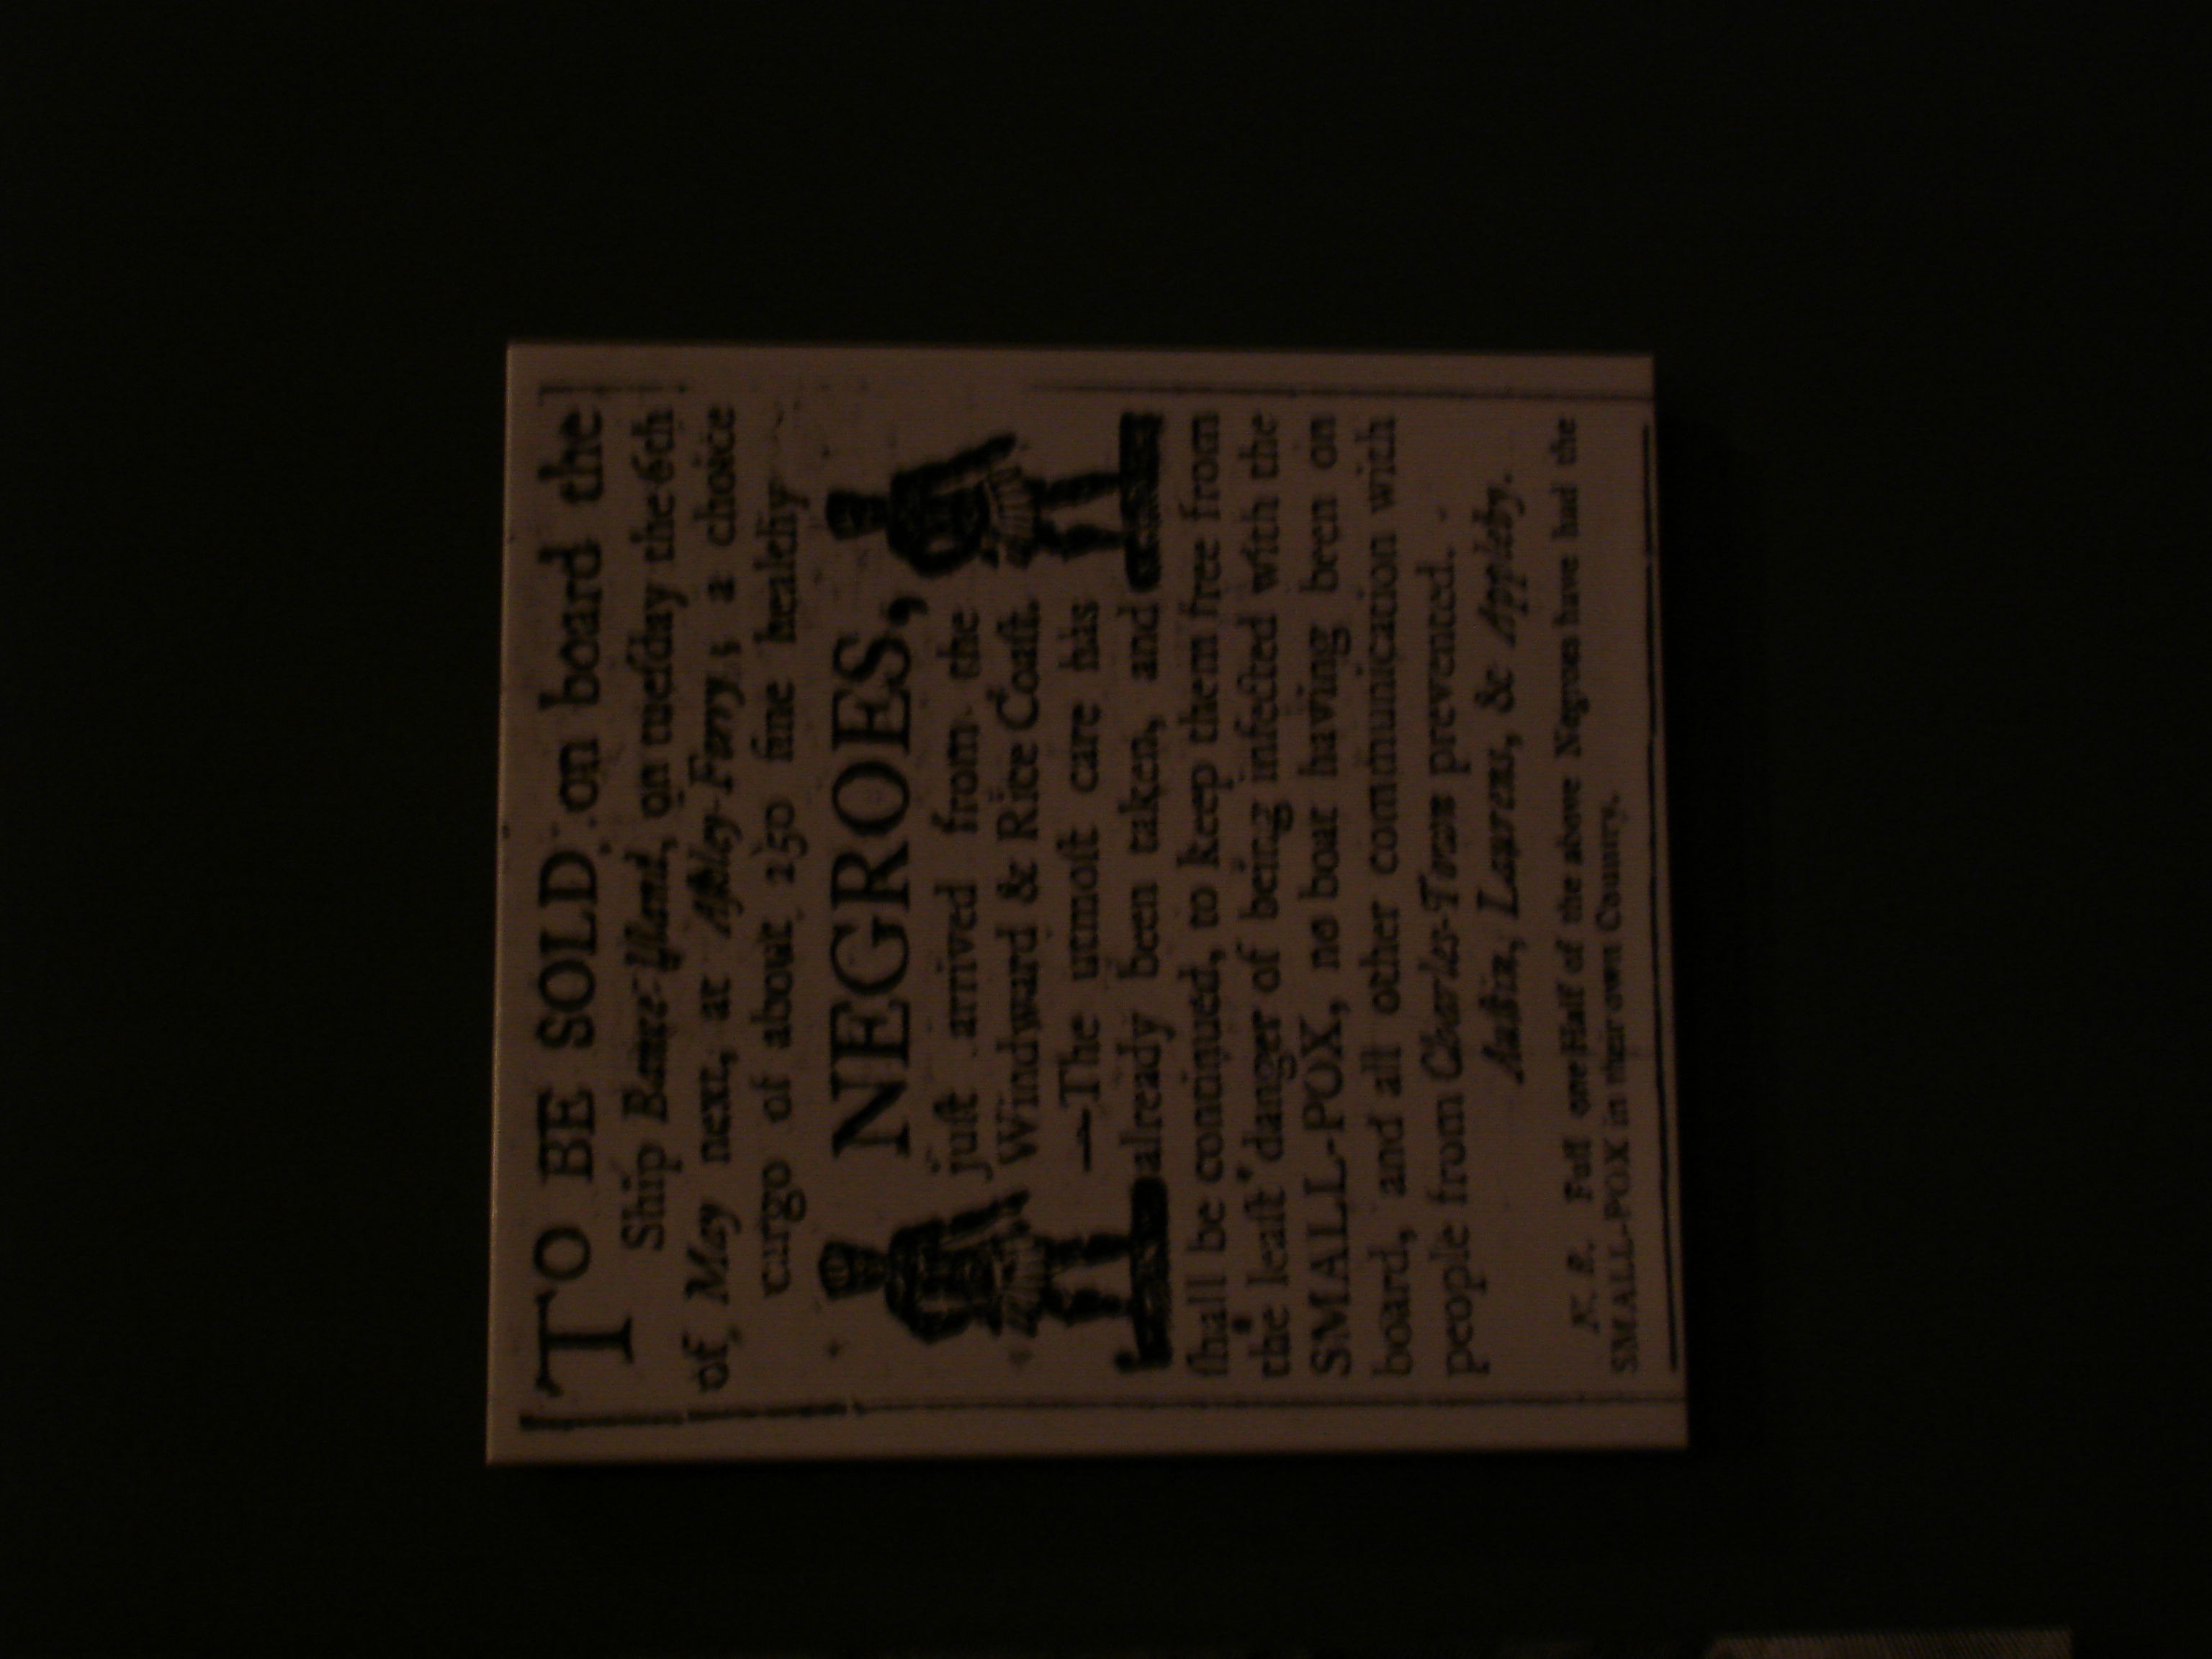 TO BE SOLD on board the
Ship Bance-Yſland, on tueſday the 6th
of May next, at Aſhley-Ferry; a choice
cargo of about 250 fine healthy
NEGROES,
juſt arrived from the
Windward & Rice Coaſt.
—The utmoſt care has
already been taken, and
ſhall be continued, to keep them free from
the leaſt danger of being infected with the
SMALL-POX, no boat having been on
board, and all other communication with
people from Charles-Town prevented.
Auſtin, Laurens, & Appleby.
N. B. Full one Half of the above Negroes have had the
SMALL-POX in their own Country.